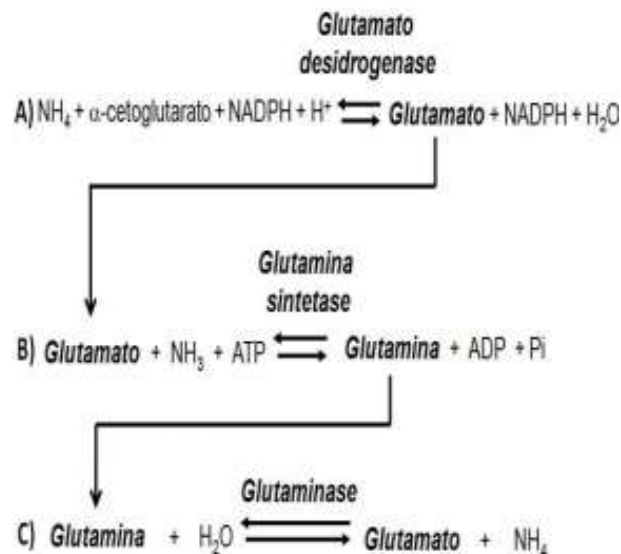 Glutamato
desidrogenase
A) NH₄ + α-cetoglutarato + NADPH + H⁺ Glutamato + NADPH + H₂O
Glutamina
sintetase
B) Glutamato + NH₃ + ATP Glutamina + ADP + Pi
Glutaminase
C) Glutamina + H₂O Glutamato + NH₄